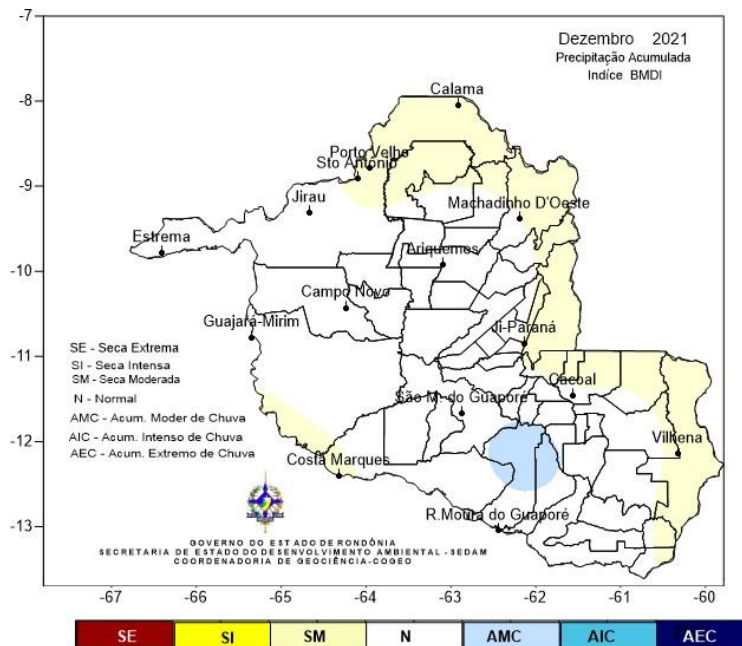 -7
Dezembro 2021
Precipitação Acumulada
Indíce BMDI
-8
Calama
Porto Velho
Sto Antônio
-9
Jirau
Machadinho D'Oeste
Estrema
Ariquemos
-10
Campo Novo
Guajará-Mirim
Ji-Paraná
-11
SE - Seca Extrema
SI - Seca Intensa
SM - Seca Moderada
N - Normal
AMC - Acum. Moder de Chuva
AIC - Acum. Intenso de Chuva
AEC - Acum. Extremo de Chuva
Cacoal
São M. do Guaporé
-12
Vilhena
Costa Marques
R.Moura do Guaporé
-13
GOVERNO DO ESTADO DE RONDÔNIA
SECRETARIA DE ESTADO DO DESENVOLVIMENTO AMBIENTAL - SEDAM
COORDENADORIA DE GEOCIÊNCIA-COGEO
-67 -66 -65 -64 -63 -62 -61 -60
SE SI SM N AMC AIC AEC